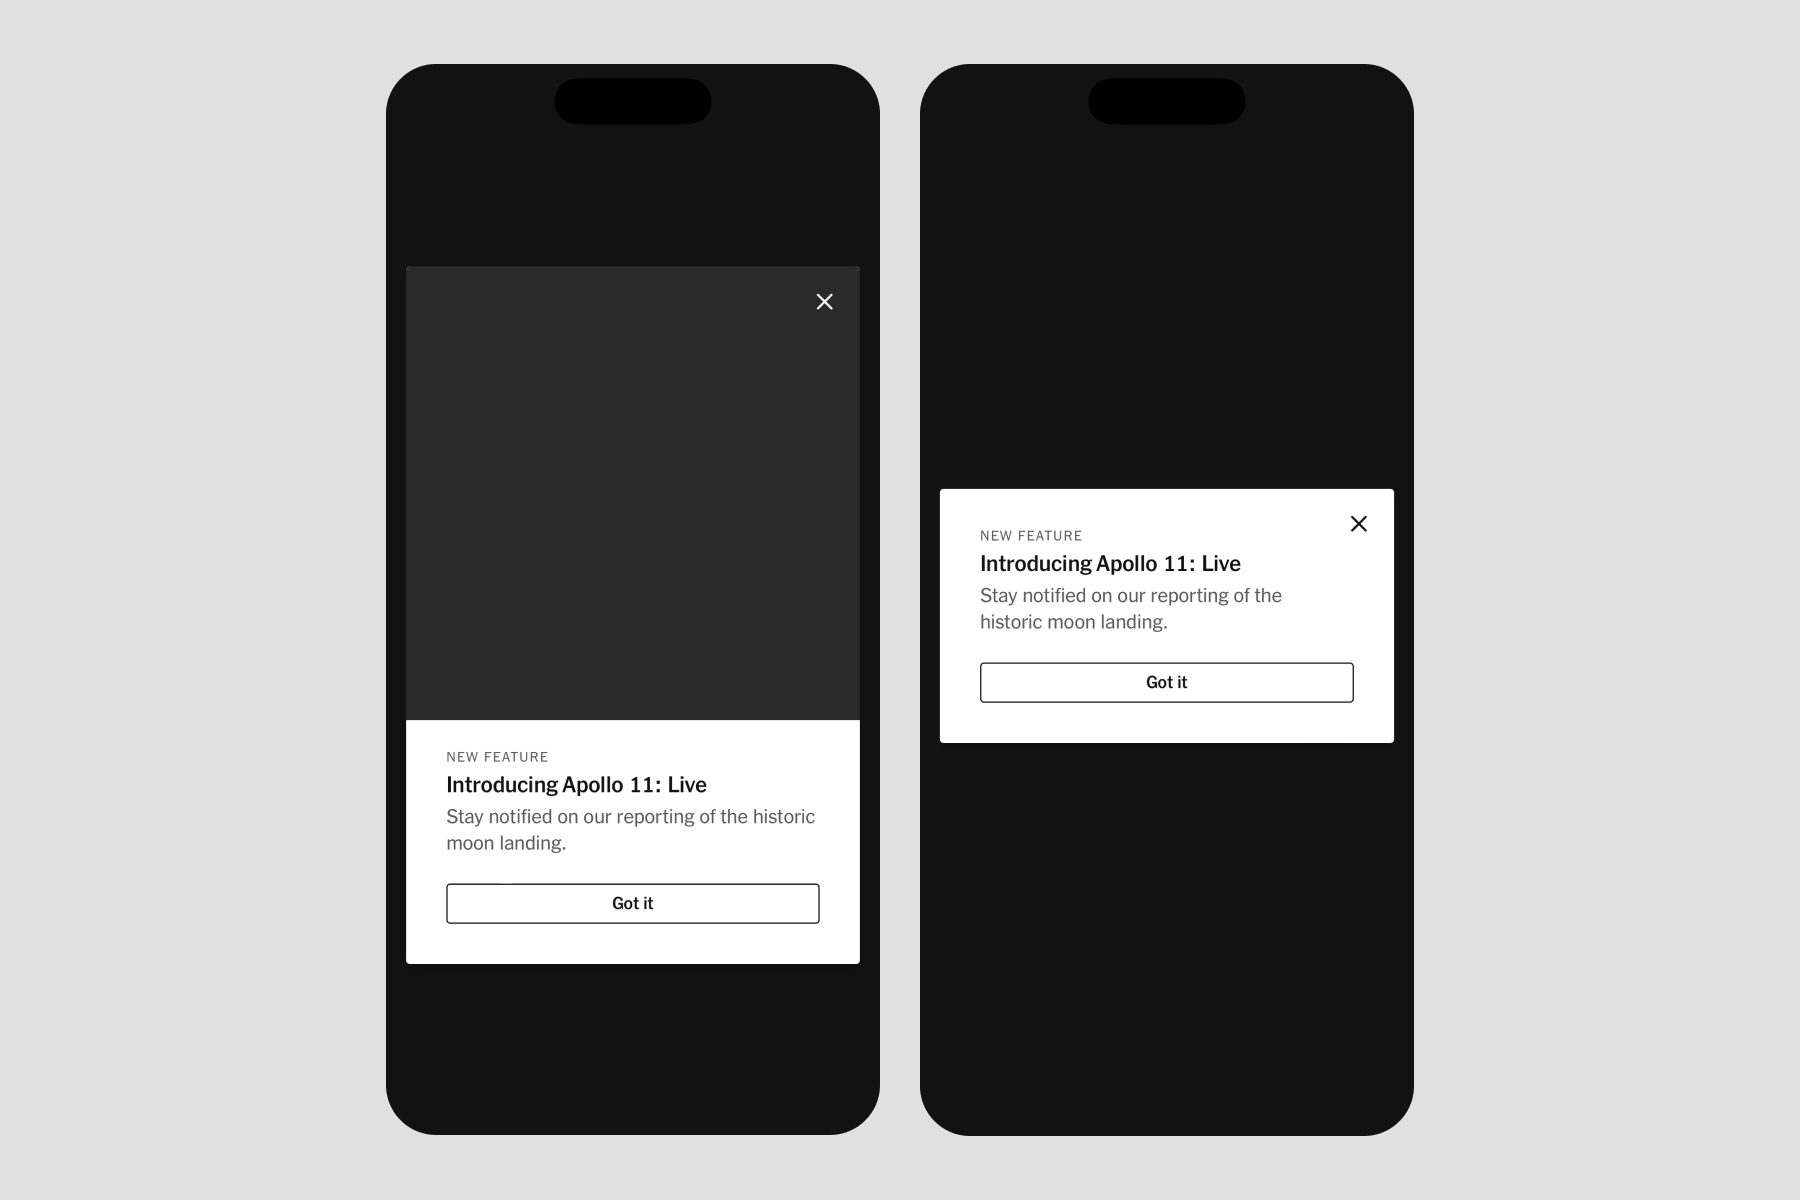 NEW FEATURE
Introducing Apollo 11: Live
Stay notified on our reporting of the historic
moon landing.
Got it
NEW FEATURE
Introducing Apollo 11: Live
Stay notified on our reporting of the
historic moon landing.
Got it